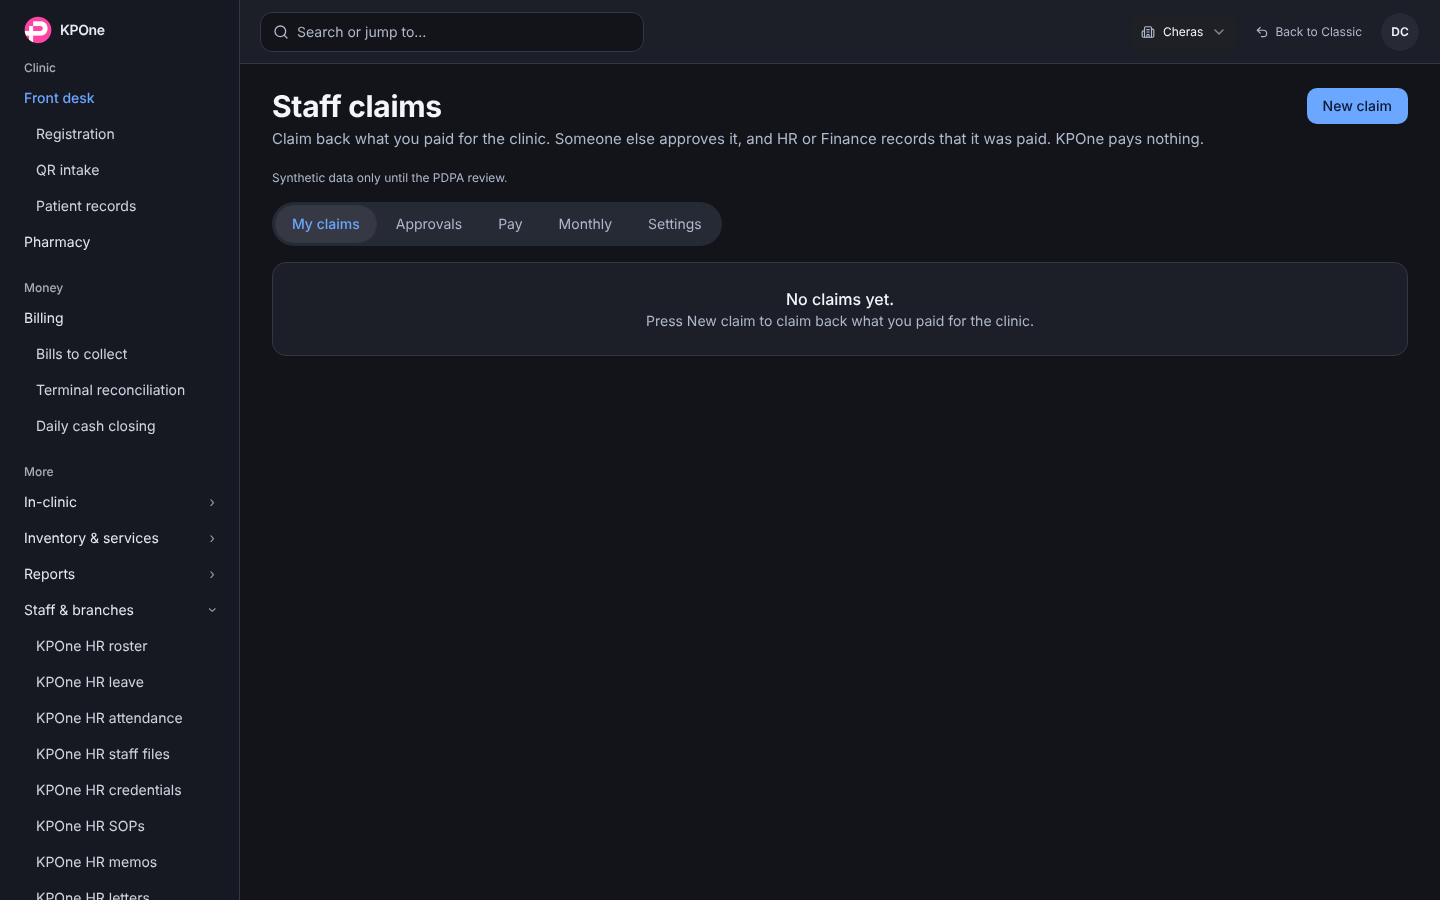 KPOne
Clinic
Front desk
Registration
QR intake
Patient records
Pharmacy
Money
Billing
Bills to collect
Terminal reconciliation
Daily cash closing
More
In-clinic
Inventory & services
Reports
Staff & branches
KPOne HR roster
KPOne HR leave
KPOne HR attendance
KPOne HR staff files
KPOne HR credentials
KPOne HR SOPs
KPOne HR memos
KPOne HR letters
Search or jump to...
Cheras
Back to Classic
DC
Staff claims
New claim
Claim back what you paid for the clinic. Someone else approves it, and HR or Finance records that it was paid. KPOne pays nothing.
Synthetic data only until the PDPA review.
My claims
Approvals
Pay
Monthly
Settings
No claims yet.
Press New claim to claim back what you paid for the clinic.